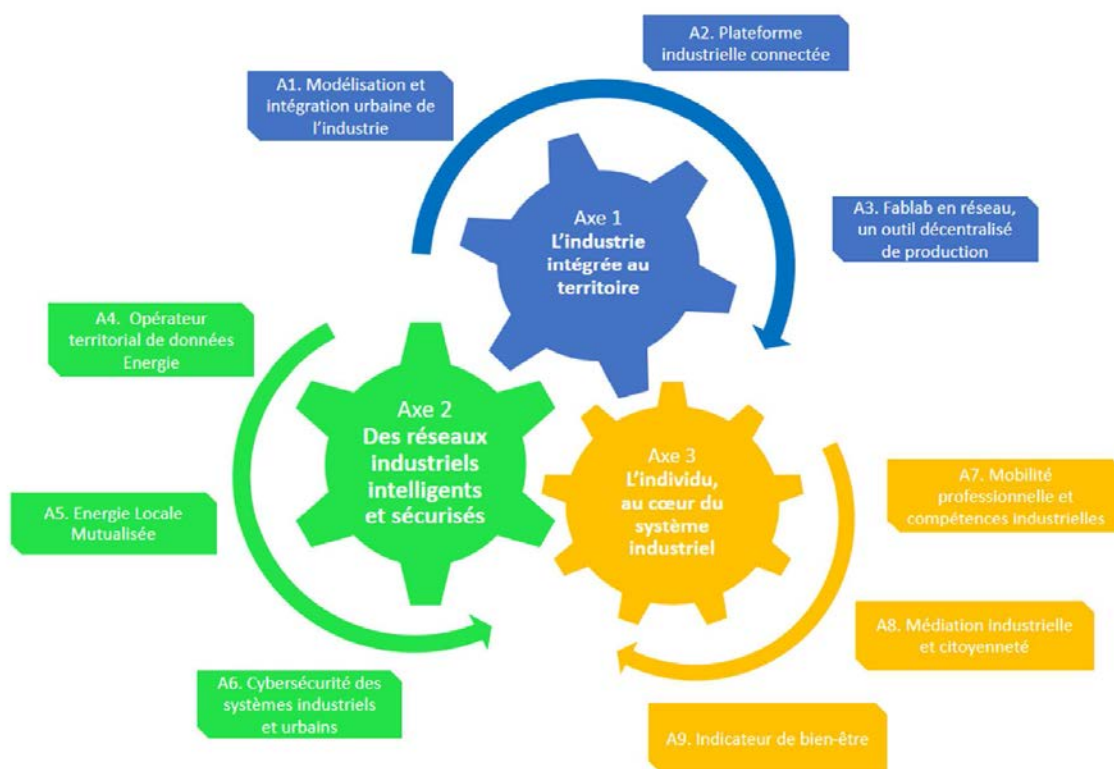 A2. Plateforme
industrielle connectée
A1. Modélisation et
intégration urbaine de
l'industrie
Axe 1
L'industrie
intégrée au
territoire
A3. Fablab en réseau,
un outil décentralisé
de production
A4. Opérateur
territorial de données
Energie
Axe 2
Des réseaux
industriels
intelligents
et sécurisés
Axe 3
L'individu,
au cœur du
système
industriel
A7. Mobilité
professionnelle et
compétences industrielles
A5. Energie Locale
Mutualisée
A8. Médiation industrielle
et citoyenneté
A6. Cybersécurité des
systèmes industriels
et urbains
A9. Indicateur de bien-être